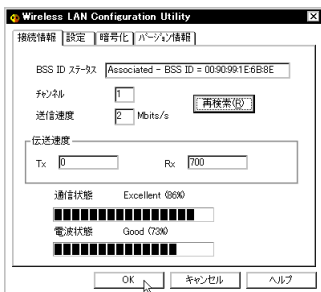 Wireless LAN Configuration Utility
接続情報 設定 暗号化 バージョン情報
BSS ID ステータス Associated - BSS ID = 00:90:99:1E:6B:8E
チャンネル 1
再検索(R)
送信速度 2 Mbits/s
伝送速度
Tx 0 Rx 700
通信状態 Excellent (86%)
電波状態 Good (73%)
OK キャンセル ヘルプ